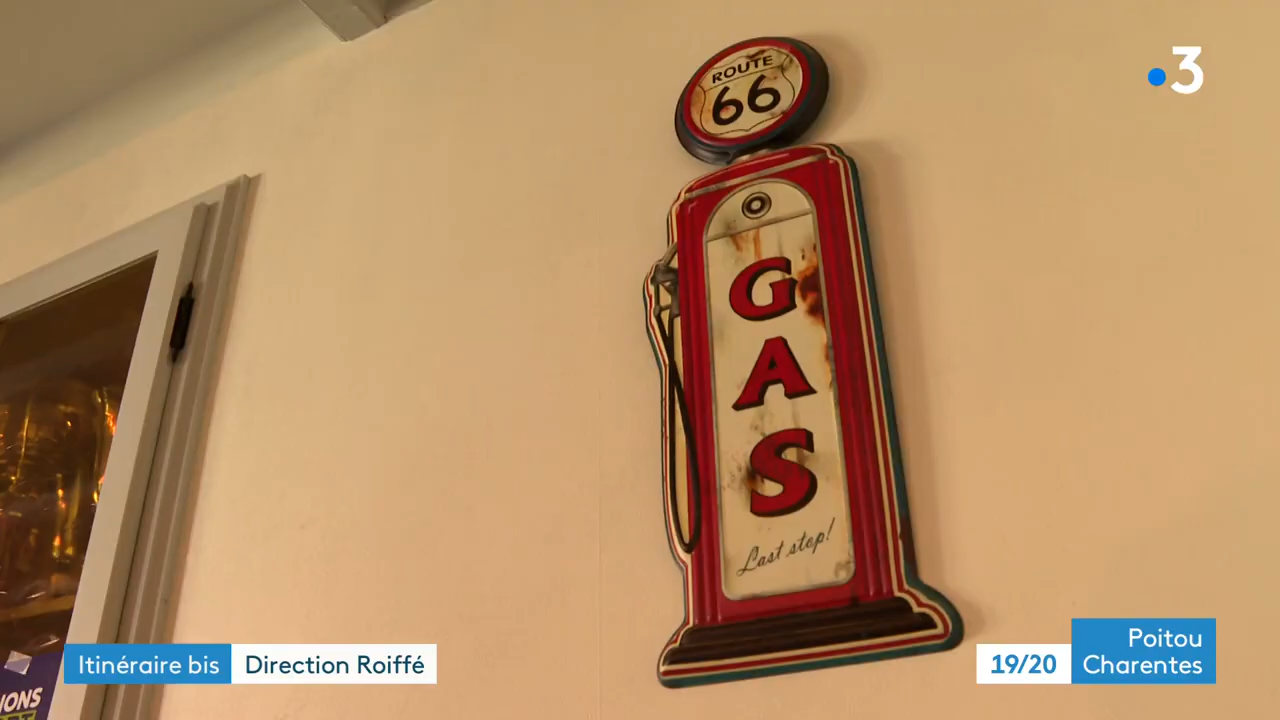 ROUTE
66
3
GAS
Last stop!
IONS
Itinéraire bis
Direction Roiffé
19/20
Poitou
Charentes